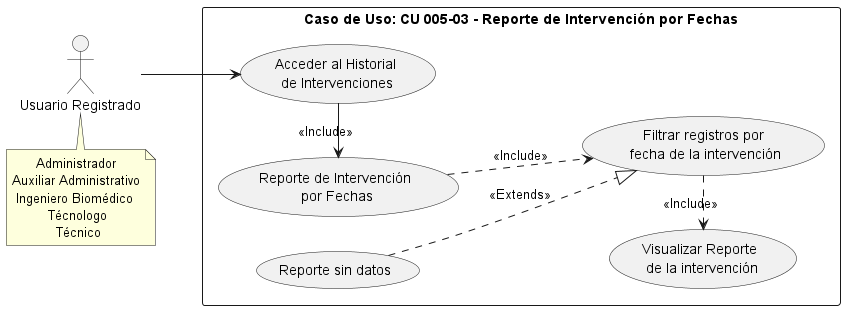 Caso de Uso: CU 005-03 - Reporte de Intervención por Fechas
Usuario Registrado
Administrador
Auxiliar Administrativo
Ingeniero Biomédico
Técnologo
Técnico
Acceder al Historial
de Intervenciones
«Include»
Reporte de Intervención
por Fechas
«Include»
Filtrar registros por
fecha de la intervención
«Extends»
«Include»
Reporte sin datos
Visualizar Reporte
de la intervención